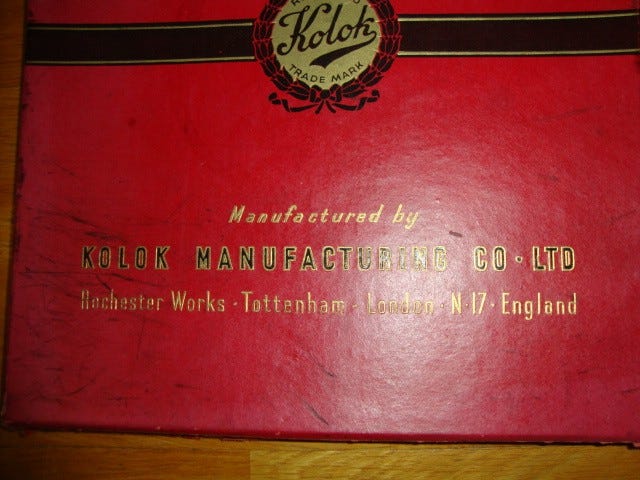 Kolok
TRADE MARK
Manufactured by
KOLOK MANUFACTURING CO · LTD
Rochester Works · Tottenham · London · N·17 · England